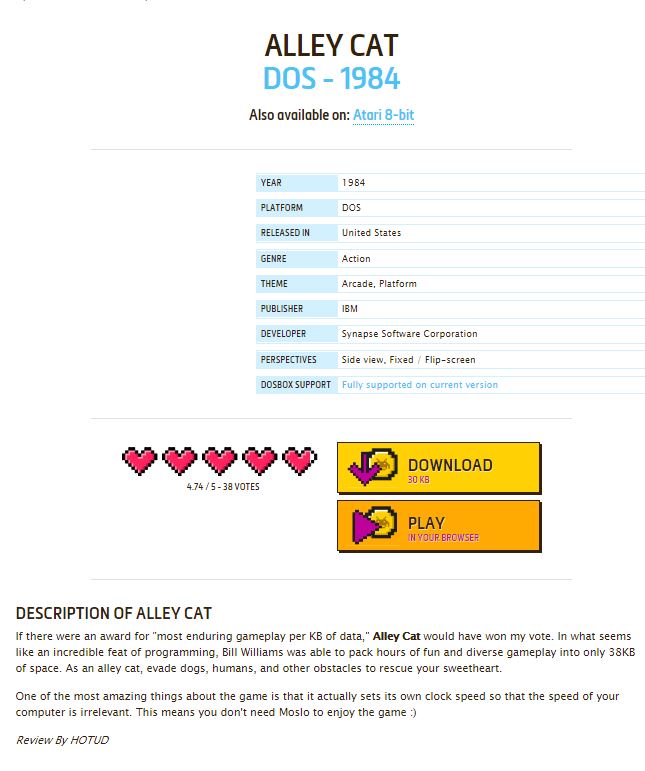 ALLEY CAT
DOS - 1984
Also available on: Atari 8-bit
YEAR 1984
PLATFORM DOS
RELEASED IN United States
GENRE Action
THEME Arcade, Platform
PUBLISHER IBM
DEVELOPER Synapse Software Corporation
PERSPECTIVES Side view, Fixed / Flip-screen
DOSBOX SUPPORT Fully supported on current version
4.74 / 5 - 38 VOTES
DOWNLOAD
30 KB
PLAY
IN YOUR BROWSER
DESCRIPTION OF ALLEY CAT
If there were an award for "most enduring gameplay per KB of data," Alley Cat would have won my vote. In what seems
like an incredible feat of programming, Bill Williams was able to pack hours of fun and diverse gameplay into only 38KB
of space. As an alley cat, evade dogs, humans, and other obstacles to rescue your sweetheart.
One of the most amazing things about the game is that it actually sets its own clock speed so that the speed of your
computer is irrelevant. This means you don't need Moslo to enjoy the game :)
Review By HOTUD